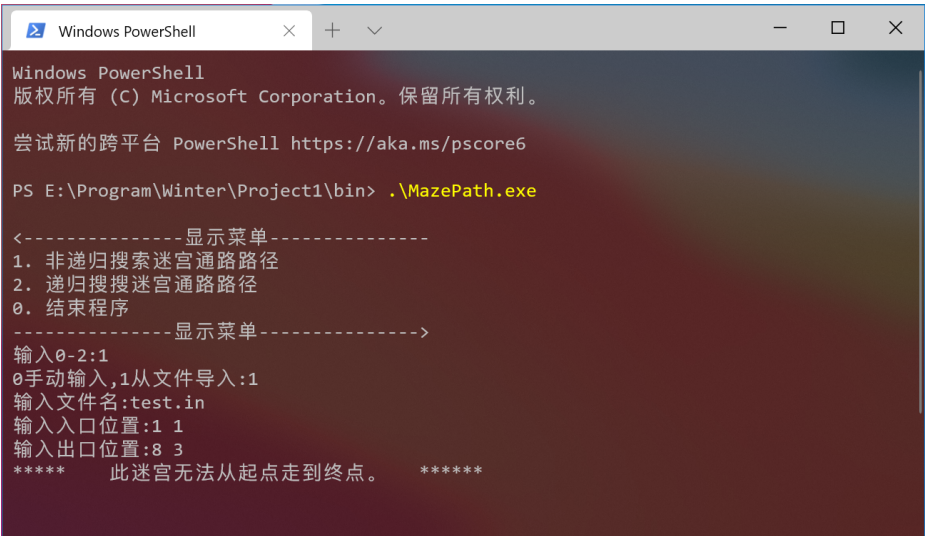 Windows PowerShell
Windows PowerShell
版权所有 (C) Microsoft Corporation。保留所有权利。
尝试新的跨平台 PowerShell https://aka.ms/pscore6
PS E:\Program\Winter\Project1\bin> .\MazePath.exe
<---------------显示菜单---------------
1. 非递归搜索迷宫通路路径
2. 递归搜搜迷宫通路路径
0. 结束程序
---------------显示菜单--------------->
输入0-2:1
0手动输入,1从文件导入:1
输入文件名:test.in
输入入口位置:1 1
输入出口位置:8 3
*****    此迷宫无法从起点走到终点。   ******